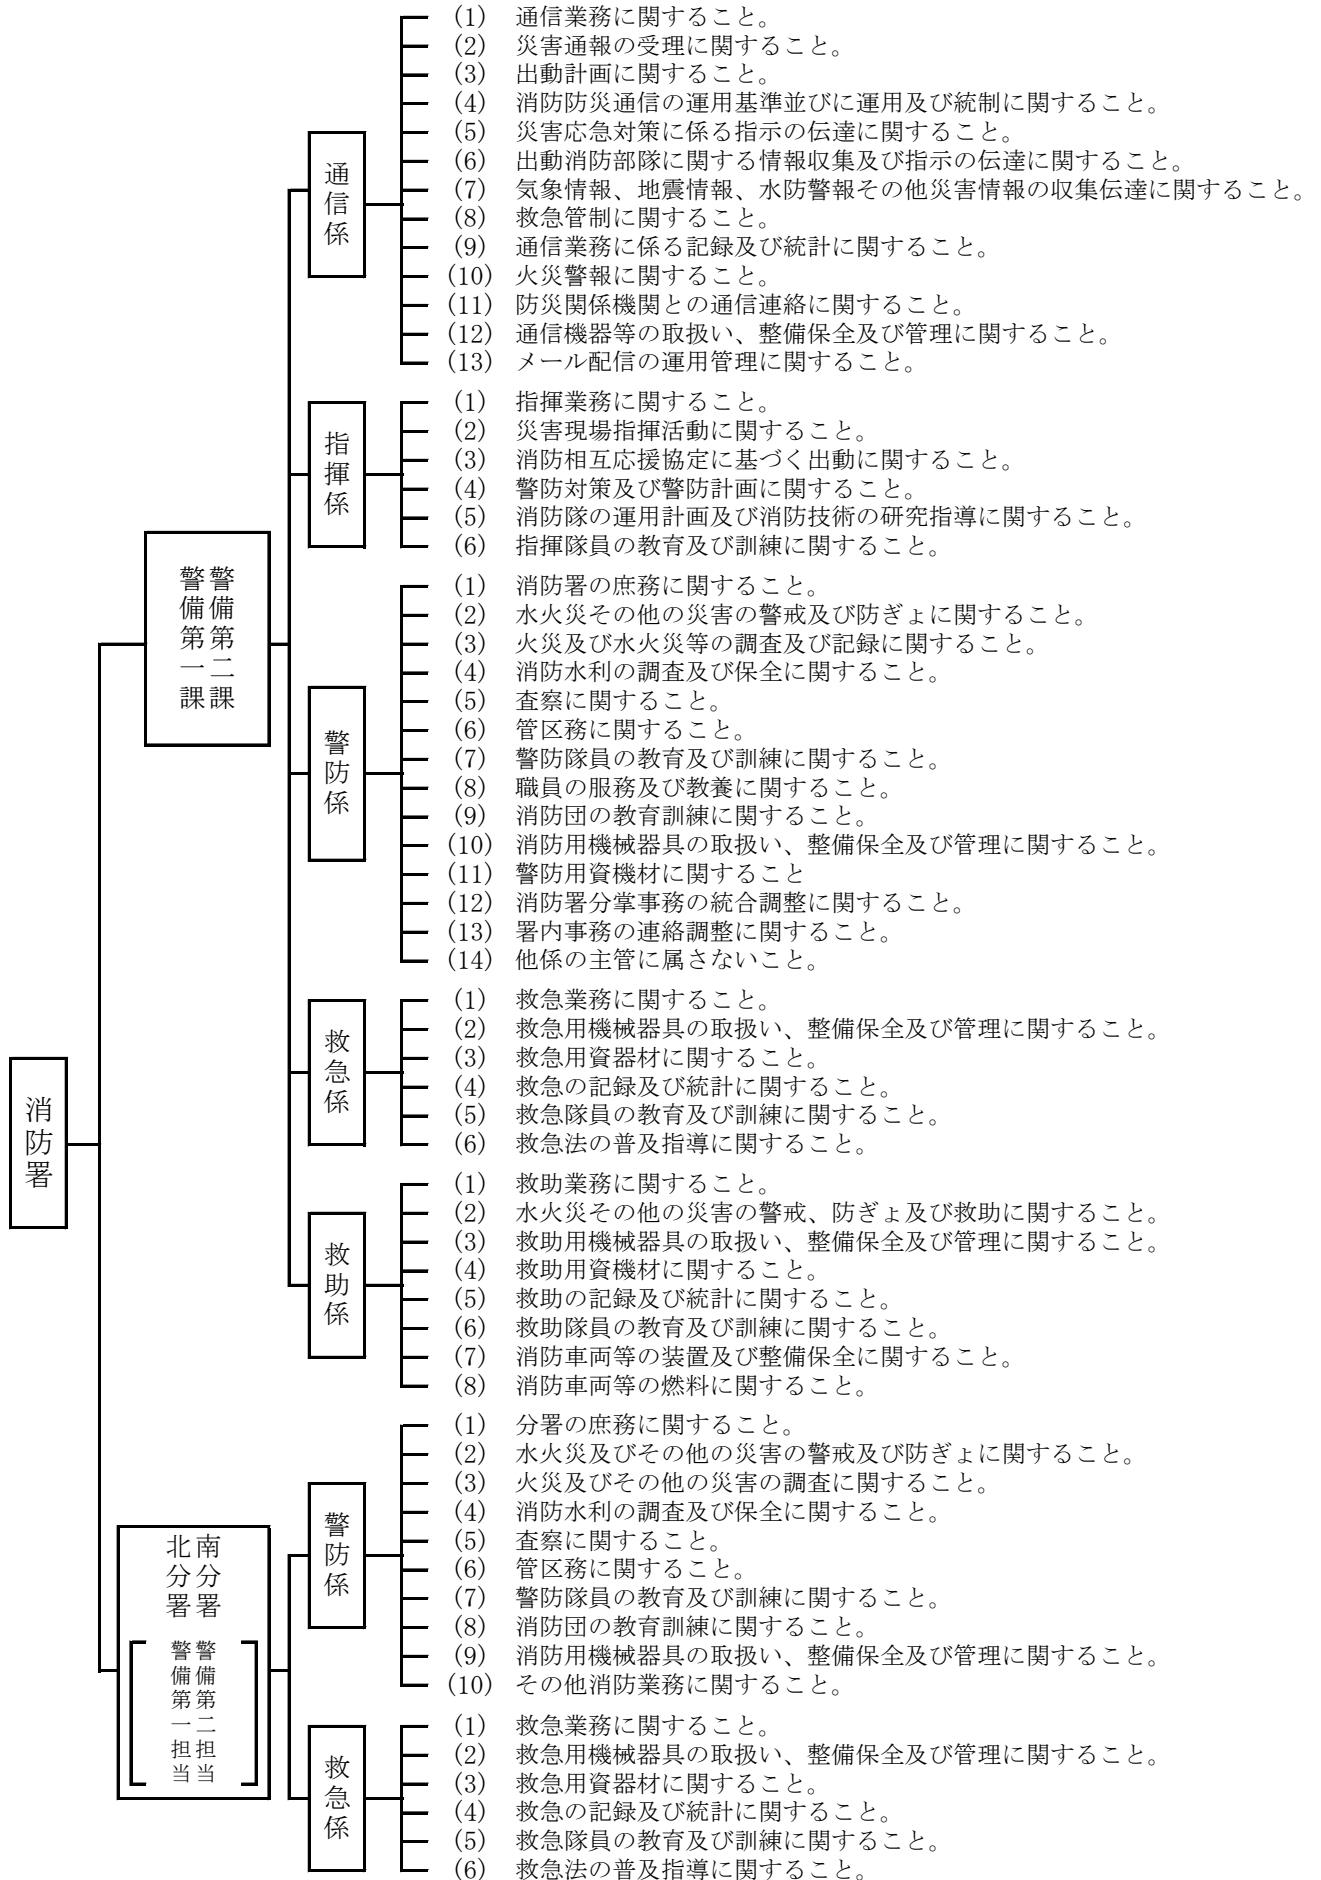 消防署
警備第一課
警備第二課
通信係
(1) 通信業務に関すること。
(2) 災害通報の受理に関すること。
(3) 出動計画に関すること。
(4) 消防防災通信の運用基準並びに運用及び統制に関すること。
(5) 災害応急対策に係る指示の伝達に関すること。
(6) 出動消防部隊に関する情報収集及び指示の伝達に関すること。
(7) 気象情報、地震情報、水防警報その他災害情報の収集伝達に関すること。
(8) 救急管制に関すること。
(9) 通信業務に係る記録及び統計に関すること。
(10) 火災警報に関すること。
(11) 防災関係機関との通信連絡に関すること。
(12) 通信機器等の取扱い、整備保全及び管理に関すること。
(13) メール配信の運用管理に関すること。
指揮係
(1) 指揮業務に関すること。
(2) 災害現場指揮活動に関すること。
(3) 消防相互応援協定に基づく出動に関すること。
(4) 警防対策及び警防計画に関すること。
(5) 消防隊の運用計画及び消防技術の研究指導に関すること。
(6) 指揮隊員の教育及び訓練に関すること。
警防係
(1) 消防署の庶務に関すること。
(2) 水火災その他の災害の警戒及び防ぎょに関すること。
(3) 火災及び水火災等の調査及び記録に関すること。
(4) 消防水利の調査及び保全に関すること。
(5) 査察に関すること。
(6) 管区務に関すること。
(7) 警防隊員の教育及び訓練に関すること。
(8) 職員の服務及び教養に関すること。
(9) 消防団の教育訓練に関すること。
(10) 消防用機械器具の取扱い、整備保全及び管理に関すること。
(11) 警防用資機材に関すること
(12) 消防署分掌事務の統合調整に関すること。
(13) 署内事務の連絡調整に関すること。
(14) 他係の主管に属さないこと。
救急係
(1) 救急業務に関すること。
(2) 救急用機械器具の取扱い、整備保全及び管理に関すること。
(3) 救急用資器材に関すること。
(4) 救急の記録及び統計に関すること。
(5) 救急隊員の教育及び訓練に関すること。
(6) 救急法の普及指導に関すること。
救助係
(1) 救助業務に関すること。
(2) 水火災その他の災害の警戒、防ぎょ及び救助に関すること。
(3) 救助用機械器具の取扱い、整備保全及び管理に関すること。
(4) 救助用資機材に関すること。
(5) 救助の記録及び統計に関すること。
(6) 救助隊員の教育及び訓練に関すること。
(7) 消防車両等の装置及び整備保全に関すること。
(8) 消防車両等の燃料に関すること。
北分署
南分署
警備第一担当
警備第二担当
警防係
(1) 分署の庶務に関すること。
(2) 水火災及びその他の災害の警戒及び防ぎょに関すること。
(3) 火災及びその他の災害の調査に関すること。
(4) 消防水利の調査及び保全に関すること。
(5) 査察に関すること。
(6) 管区務に関すること。
(7) 警防隊員の教育及び訓練に関すること。
(8) 消防団の教育訓練に関すること。
(9) 消防用機械器具の取扱い、整備保全及び管理に関すること。
(10) その他消防業務に関すること。
救急係
(1) 救急業務に関すること。
(2) 救急用機械器具の取扱い、整備保全及び管理に関すること。
(3) 救急用資器材に関すること。
(4) 救急の記録及び統計に関すること。
(5) 救急隊員の教育及び訓練に関すること。
(6) 救急法の普及指導に関すること。